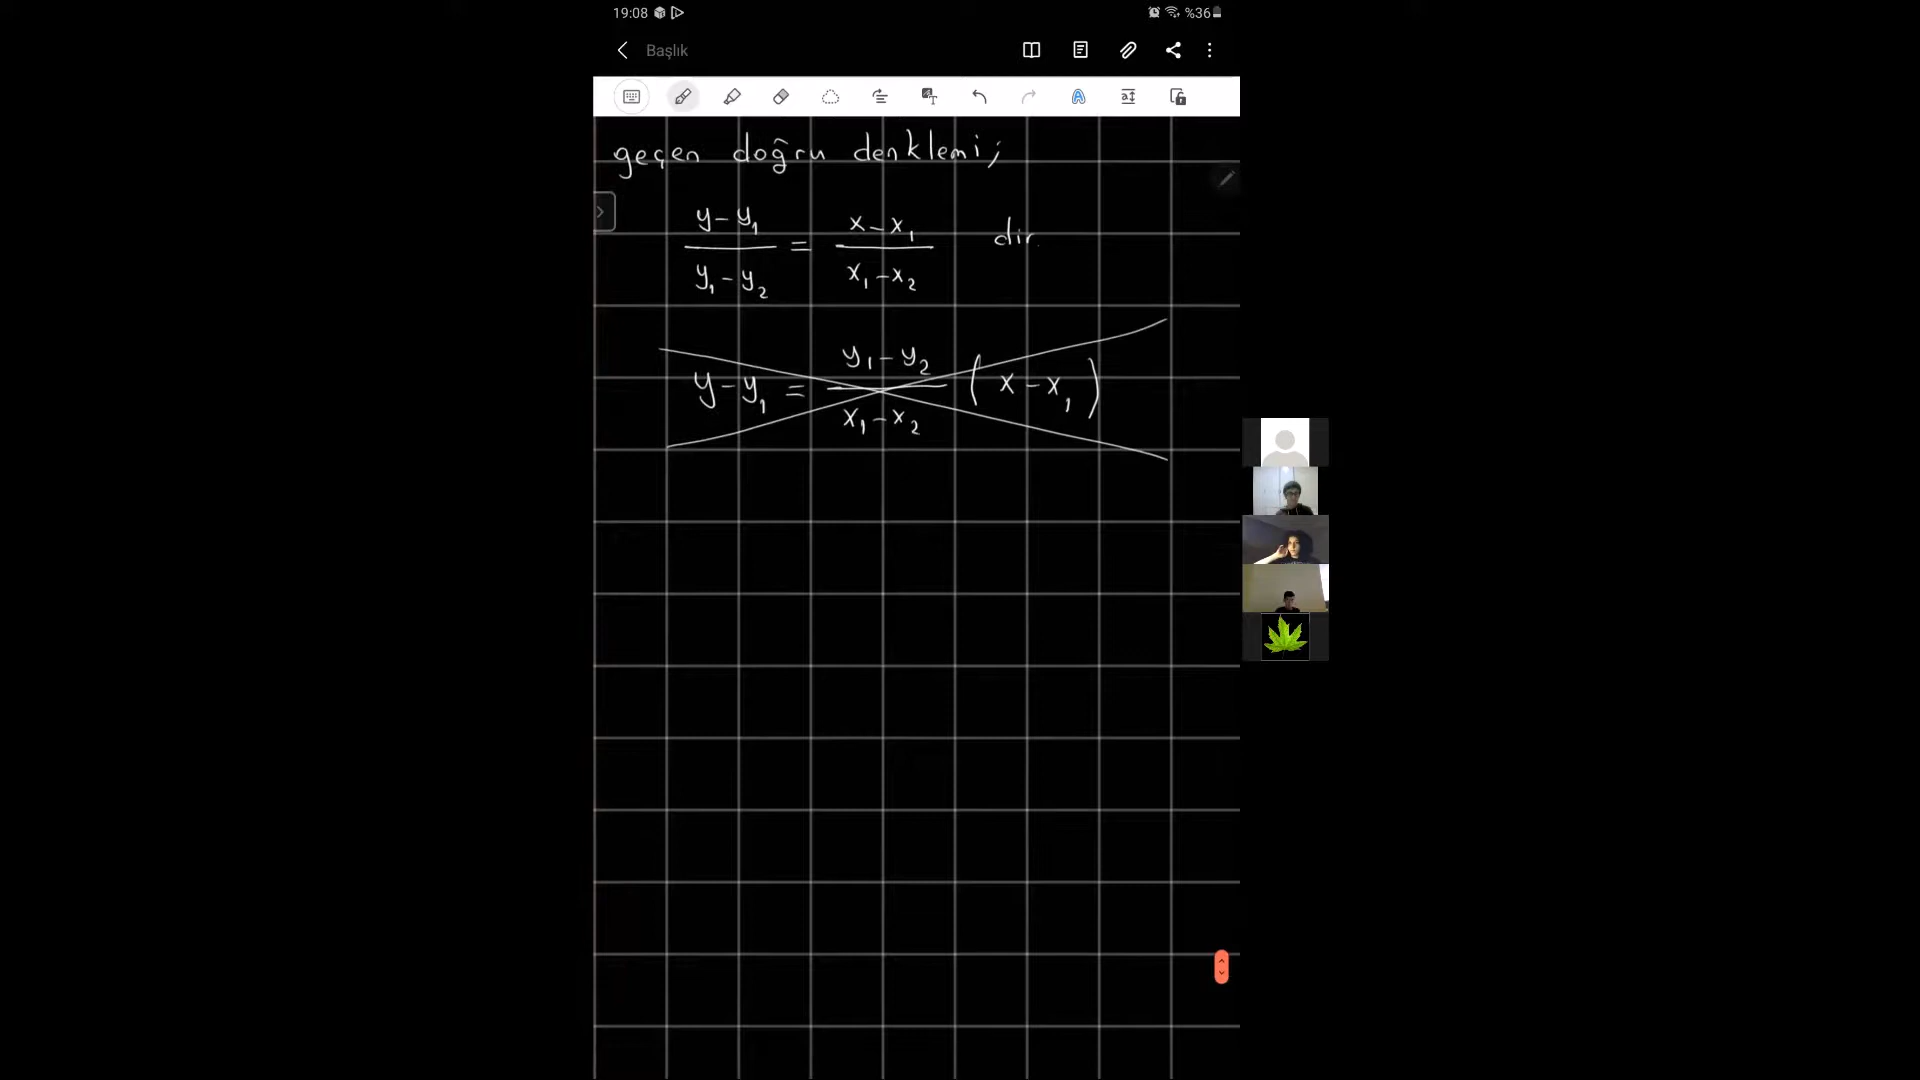 19:08 %36
Başlık
geçen doğru denklemi;
y-y₁ / y₁-y₂ = x-x₁ / x₁-x₂ dir.
y-y₁ = y₁-y₂ / x₁-x₂ (x-x₁)